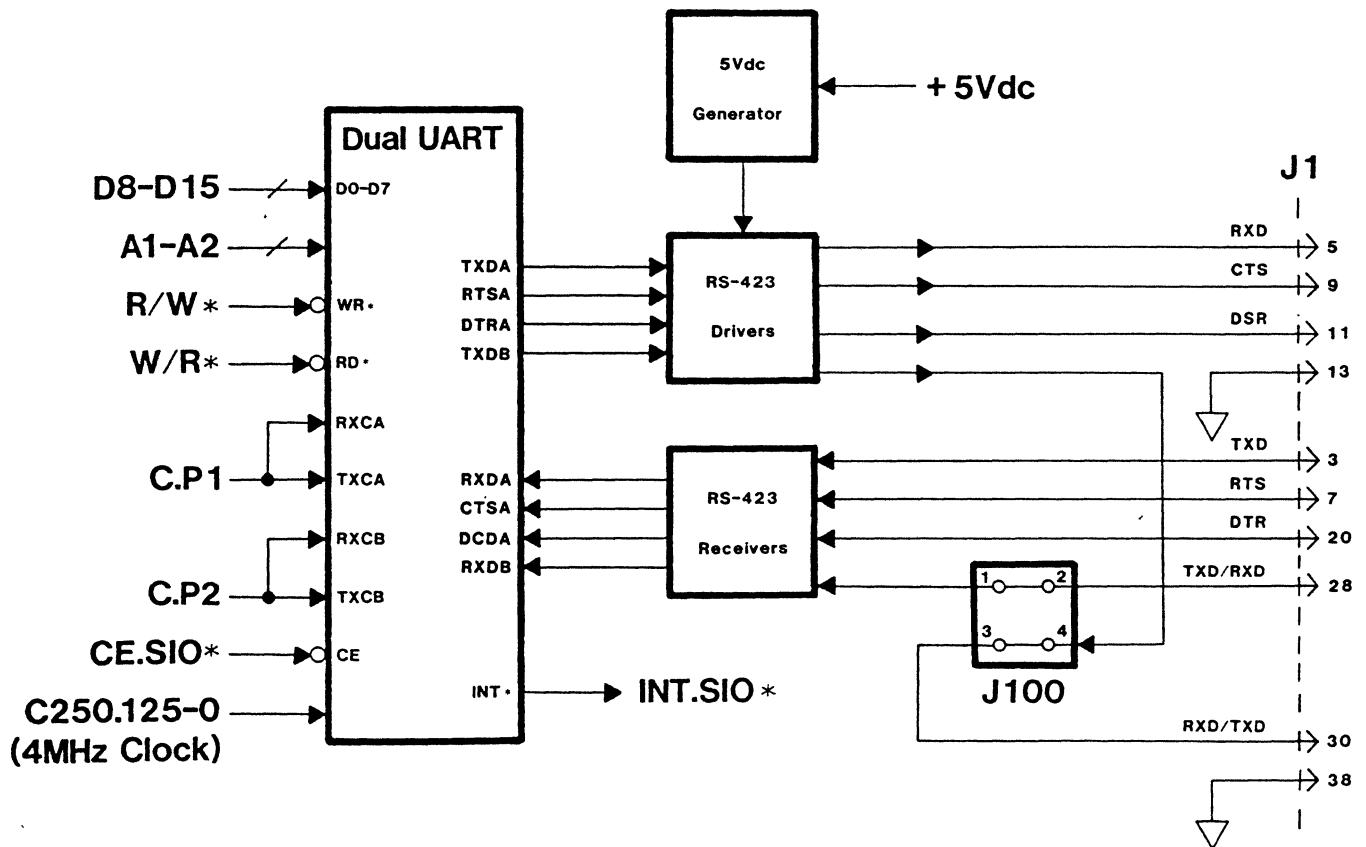 5Vdc
Generator
+ 5Vdc
Dual UART
J1
D8-D15
D0-D7
A1-A2
R/W*
WR*
W/R*
RD*
RXCA
C.P1
TXCA
RXCB
C.P2
TXCB
CE.SIO*
CE
C250.125-0
(4MHz Clock)
TXDA
RTSA
DTRA
TXDB
RXDA
CTSA
DCDA
RXDB
INT*
INT.SIO*
RS-423
Drivers
RS-423
Receivers
RXD
5
CTS
9
DSR
11
13
TXD
3
RTS
7
DTR
20
TXD/RXD
28
1
2
3
4
J100
RXD/TXD
30
38